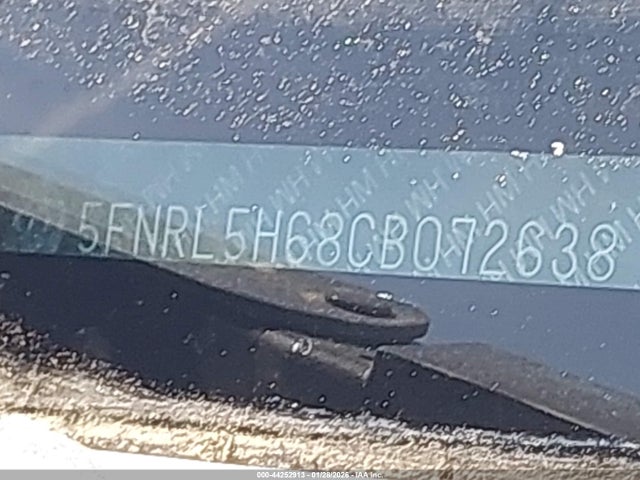 5FNRL5H68CB072638
000-44252913 - 01/28/2026 - IAA Inc.